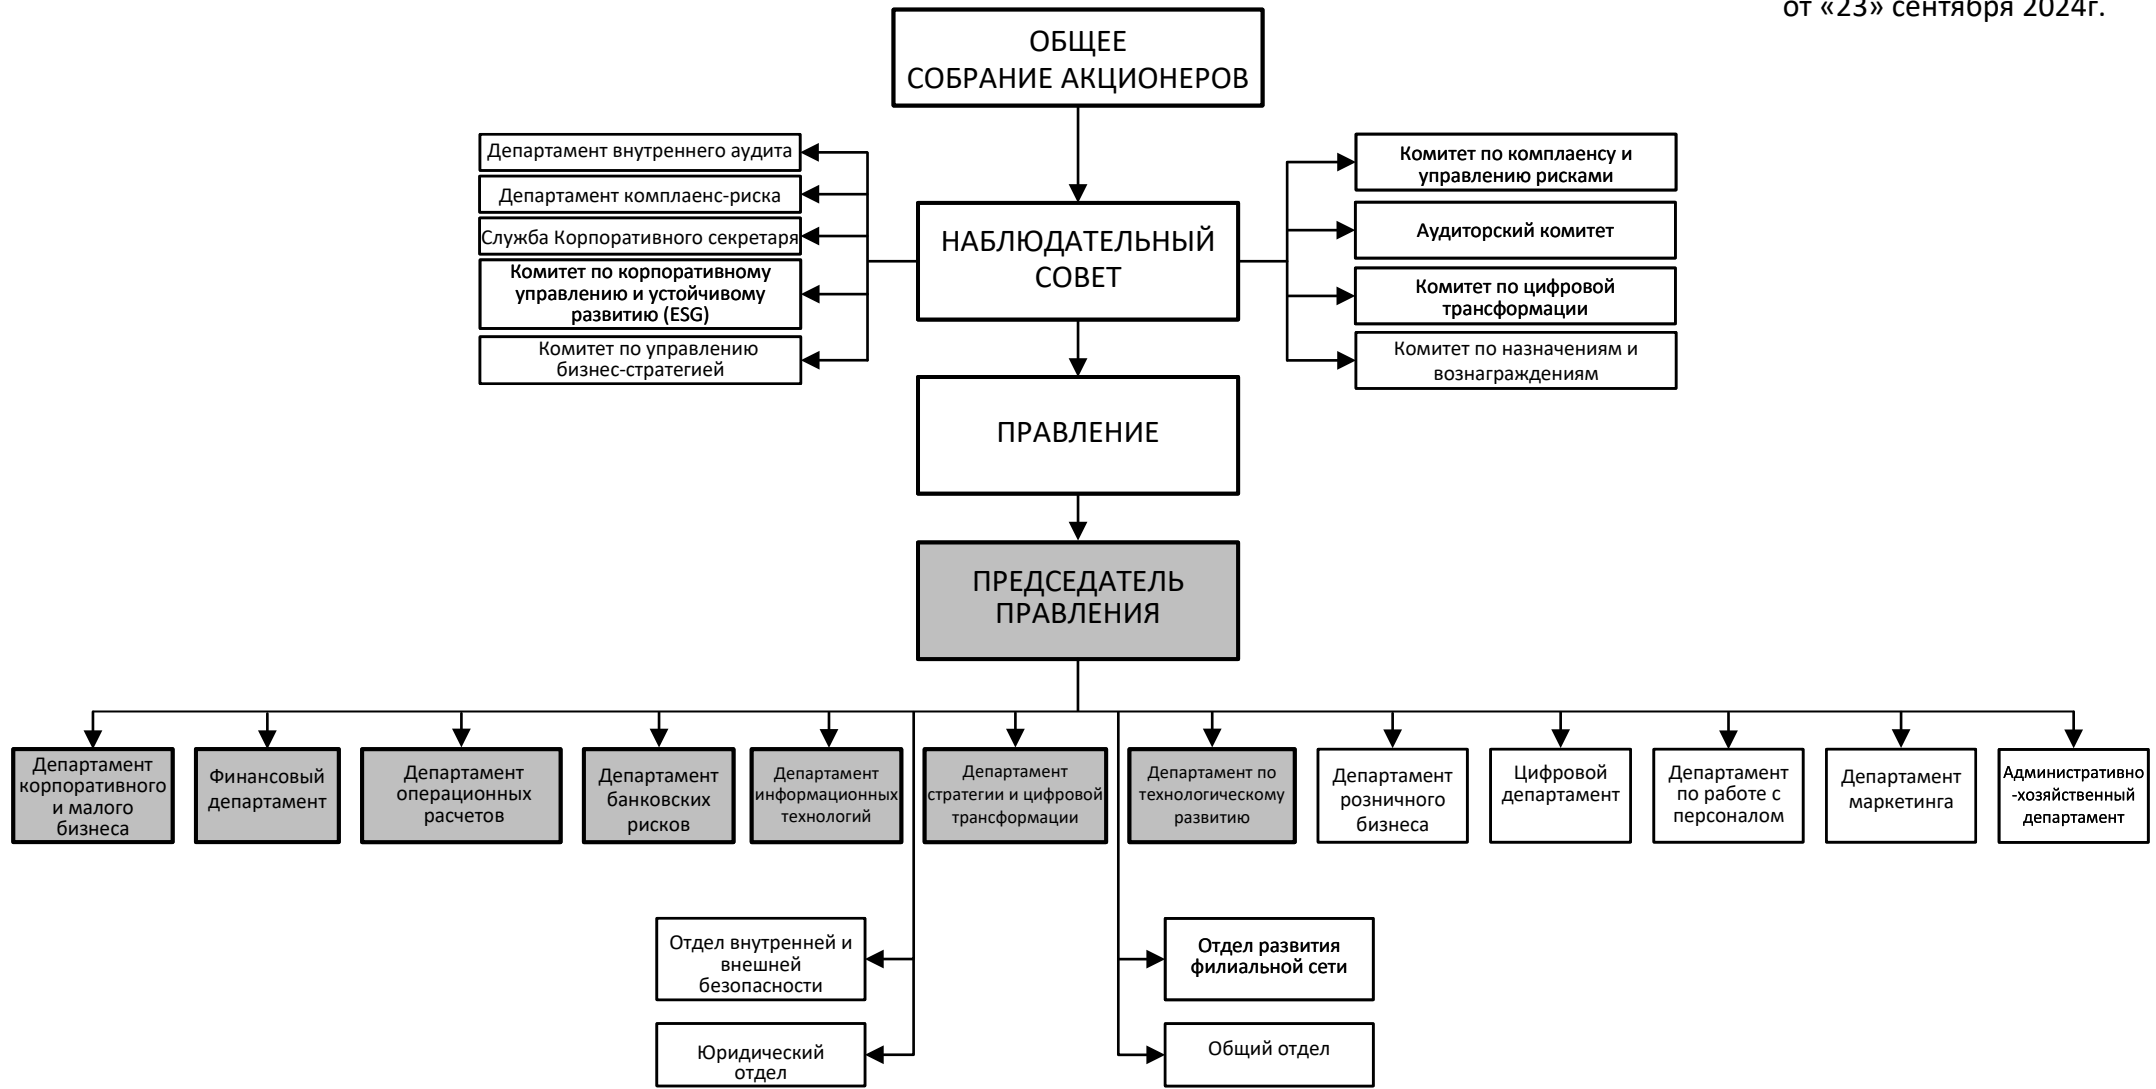 от «23» сентября 2024г.
ОБЩЕЕ
СОБРАНИЕ АКЦИОНЕРОВ
Департамент внутреннего аудита
Департамент комплаенс-риска
Служба Корпоративного секретаря
Комитет по корпоративному
управлению и устойчивому
развитию (ESG)
Комитет по управлению
бизнес-стратегией
НАБЛЮДАТЕЛЬНЫЙ
СОВЕТ
Комитет по комплаенсу и
управлению рисками
Аудиторский комитет
Комитет по цифровой
трансформации
Комитет по назначениям и
вознаграждениям
ПРАВЛЕНИЕ
ПРЕДСЕДАТЕЛЬ
ПРАВЛЕНИЯ
Департамент
корпоративного
и малого
бизнеса
Финансовый
департамент
Департамент
операционных
расчетов
Департамент
банковских
рисков
Департамент
информационных
технологий
Департамент
стратегии и цифровой
трансформации
Департамент по
технологическому
развитию
Департамент
розничного
бизнеса
Цифровой
департамент
Департамент
по работе с
персоналом
Департамент
маркетинга
Административно
-хозяйственный
департамент
Отдел внутренней и
внешней
безопасности
Юридический
отдел
Отдел развития
филиальной сети
Общий отдел